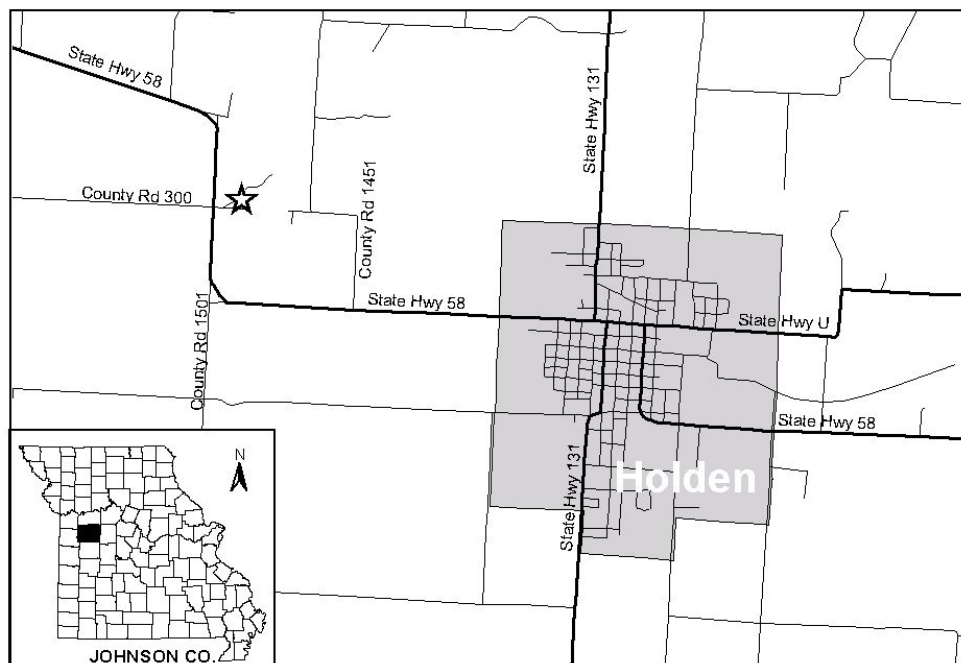 State Hwy 58
State Hwy 131
County Rd 300
County Rd 1451
State Hwy 58
State Hwy U
County Rd 1501
State Hwy 58
Holden
State Hwy 131
N
JOHNSON CO.